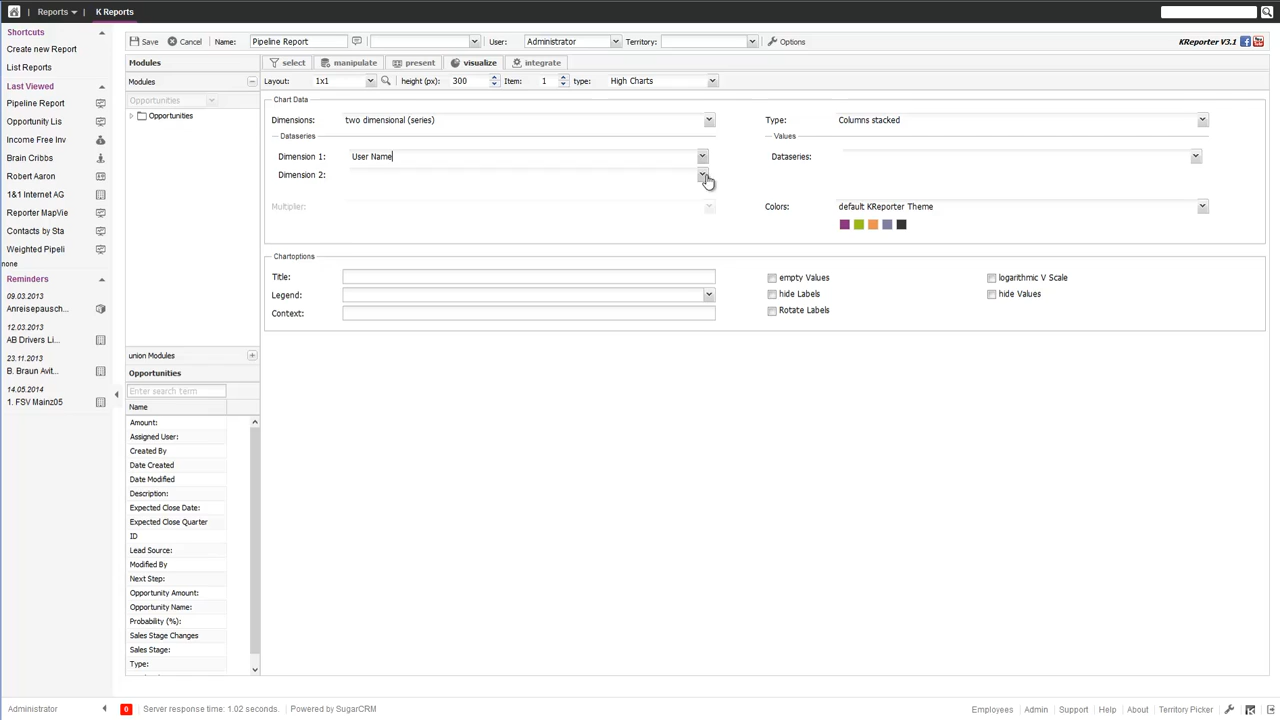 Reports K Reports
Shortcuts
Create new Report
List Reports
Last Viewed
Pipeline Report
Opportunity Lis
Income Free Inv
Brain Cribbs
Robert Aaron
1&1 Internet AG
Reporter MapVie
Contacts by Sta
Weighted Pipeli
none
Reminders
09.03.2013
Anreisepausch...
12.03.2013
AB Drivers Li...
23.11.2013
B. Braun Avit...
14.05.2014
1. FSV Mainz05
Save Cancel Name: Pipeline Report User: Administrator Territory: Options KReporter V3.1
Modules select manipulate present visualize integrate
Modules
Opportunities
Opportunities
union Modules
Opportunities
Enter search term
Name
Amount:
Assigned User:
Created By
Date Created
Date Modified
Description:
Expected Close Date:
Expected Close Quarter
ID
Lead Source:
Modified By
Next Step:
Opportunity Amount:
Opportunity Name:
Probability (%):
Sales Stage Changes
Sales Stage:
Type:
Layout: 1x1 height (px): 300 Item: 1 type: High Charts
Chart Data
Dimensions: two dimensional (series) Type: Columns stacked
Dataseries Values
Dimension 1: User Name Dataseries:
Dimension 2:
Multiplier: Colors: default KReporter Theme
Chartoptions
Title: empty Values logarithmic V Scale
Legend: hide Labels hide Values
Context: Rotate Labels
Administrator 0 Server response time: 1.02 seconds. Powered by SugarCRM Employees Admin Support Help About Territory Picker